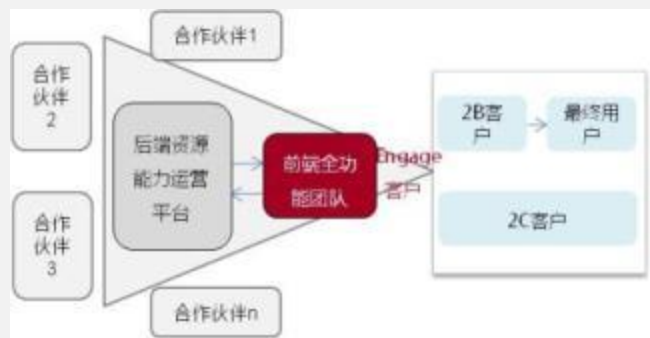 合作伙伴1
合作
伙伴
2
后端资源
能力运营
平台
前端全功
能团队
Engage
客户
2B客
户
最终用
户
2C客户
合作
伙伴
3
合作伙伴n